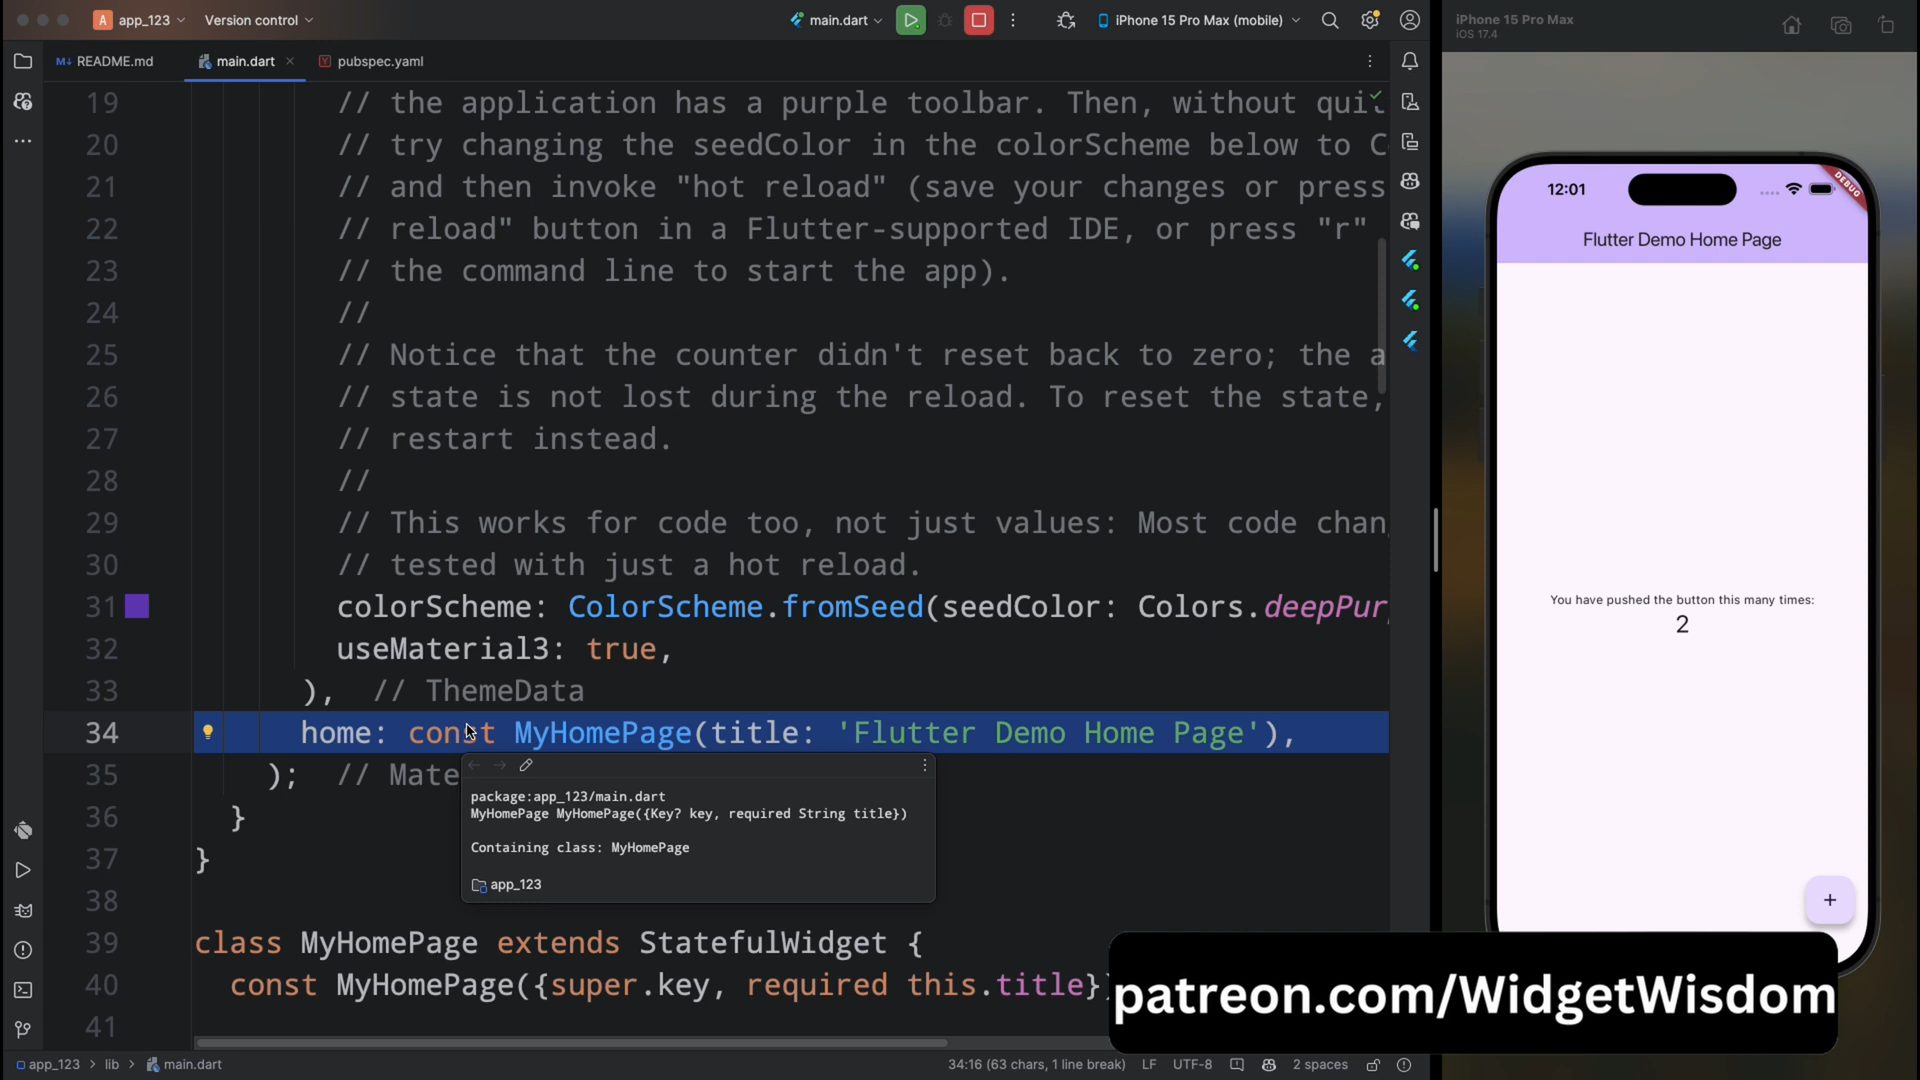 app_123
Version control
main.dart
iPhone 15 Pro Max (mobile)
iPhone 15 Pro Max
iOS 17.4
README.md
main.dart
pubspec.yaml
19 // the application has a purple toolbar. Then, without quit
20 // try changing the seedColor in the colorScheme below to C
21 // and then invoke "hot reload" (save your changes or press
22 // reload" button in a Flutter-supported IDE, or press "r"
23 // the command line to start the app).
24 //
25 // Notice that the counter didn't reset back to zero; the a
26 // state is not lost during the reload. To reset the state,
27 // restart instead.
28 //
29 // This works for code too, not just values: Most code chan
30 // tested with just a hot reload.
31 colorScheme: ColorScheme.fromSeed(seedColor: Colors.deepPur
32 useMaterial3: true,
33 ), // ThemeData
34 home: const MyHomePage(title: 'Flutter Demo Home Page'),
35 ); // Mate
36 }
37 }
38
39 class MyHomePage extends StatefulWidget {
40 const MyHomePage({super.key, required this.title})
41
package:app_123/main.dart
MyHomePage MyHomePage({Key? key, required String title})
Containing class: MyHomePage
app_123
12:01
DEBUG
Flutter Demo Home Page
You have pushed the button this many times:
2
+
patreon.com/WidgetWisdom
app_123 > lib > main.dart
34:16 (63 chars, 1 line break)
LF
UTF-8
2 spaces